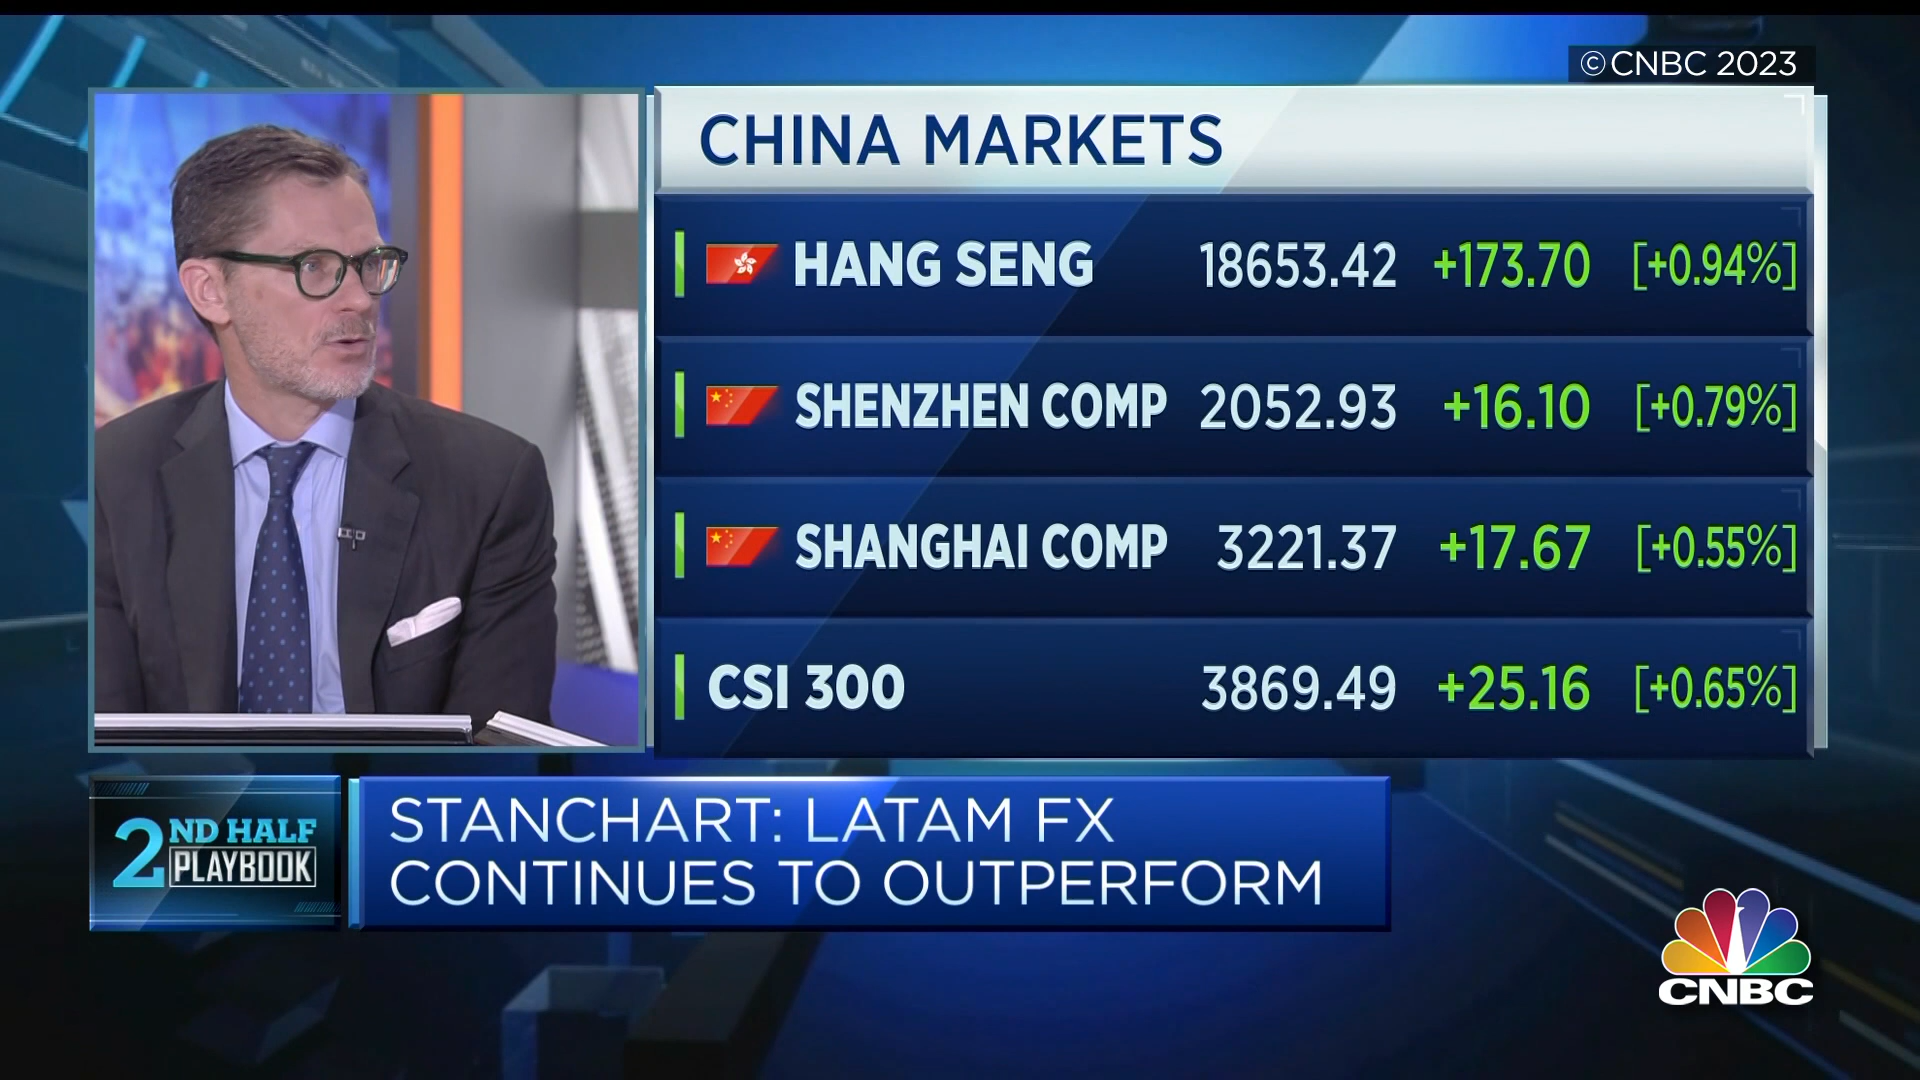 ©CNBC 2023
CHINA MARKETS
HANG SENG 18653.42 +173.70 [+0.94%]
SHENZHEN COMP 2052.93 +16.10 [+0.79%]
SHANGHAI COMP 3221.37 +17.67 [+0.55%]
CSI 300 3869.49 +25.16 [+0.65%]
2ND HALF
PLAYBOOK
STANCHART: LATAM FX
CONTINUES TO OUTPERFORM
CNBC